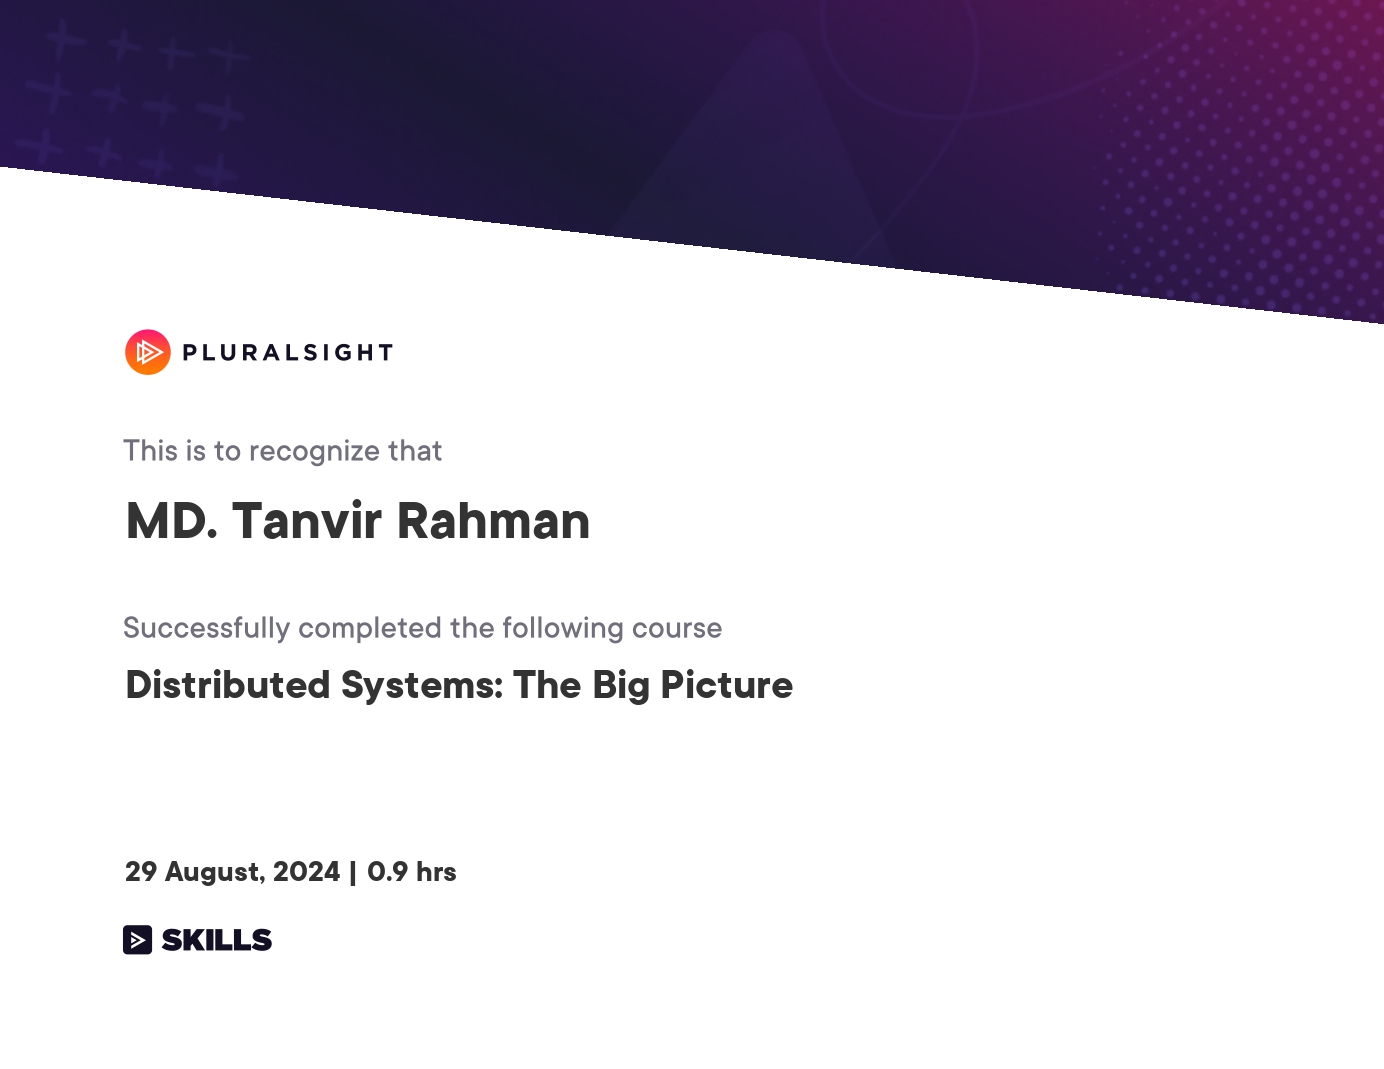 PLURALSIGHT
This is to recognize that
MD. Tanvir Rahman
Successfully completed the following course
Distributed Systems: The Big Picture
29 August, 2024 | 0.9 hrs
SKILLS